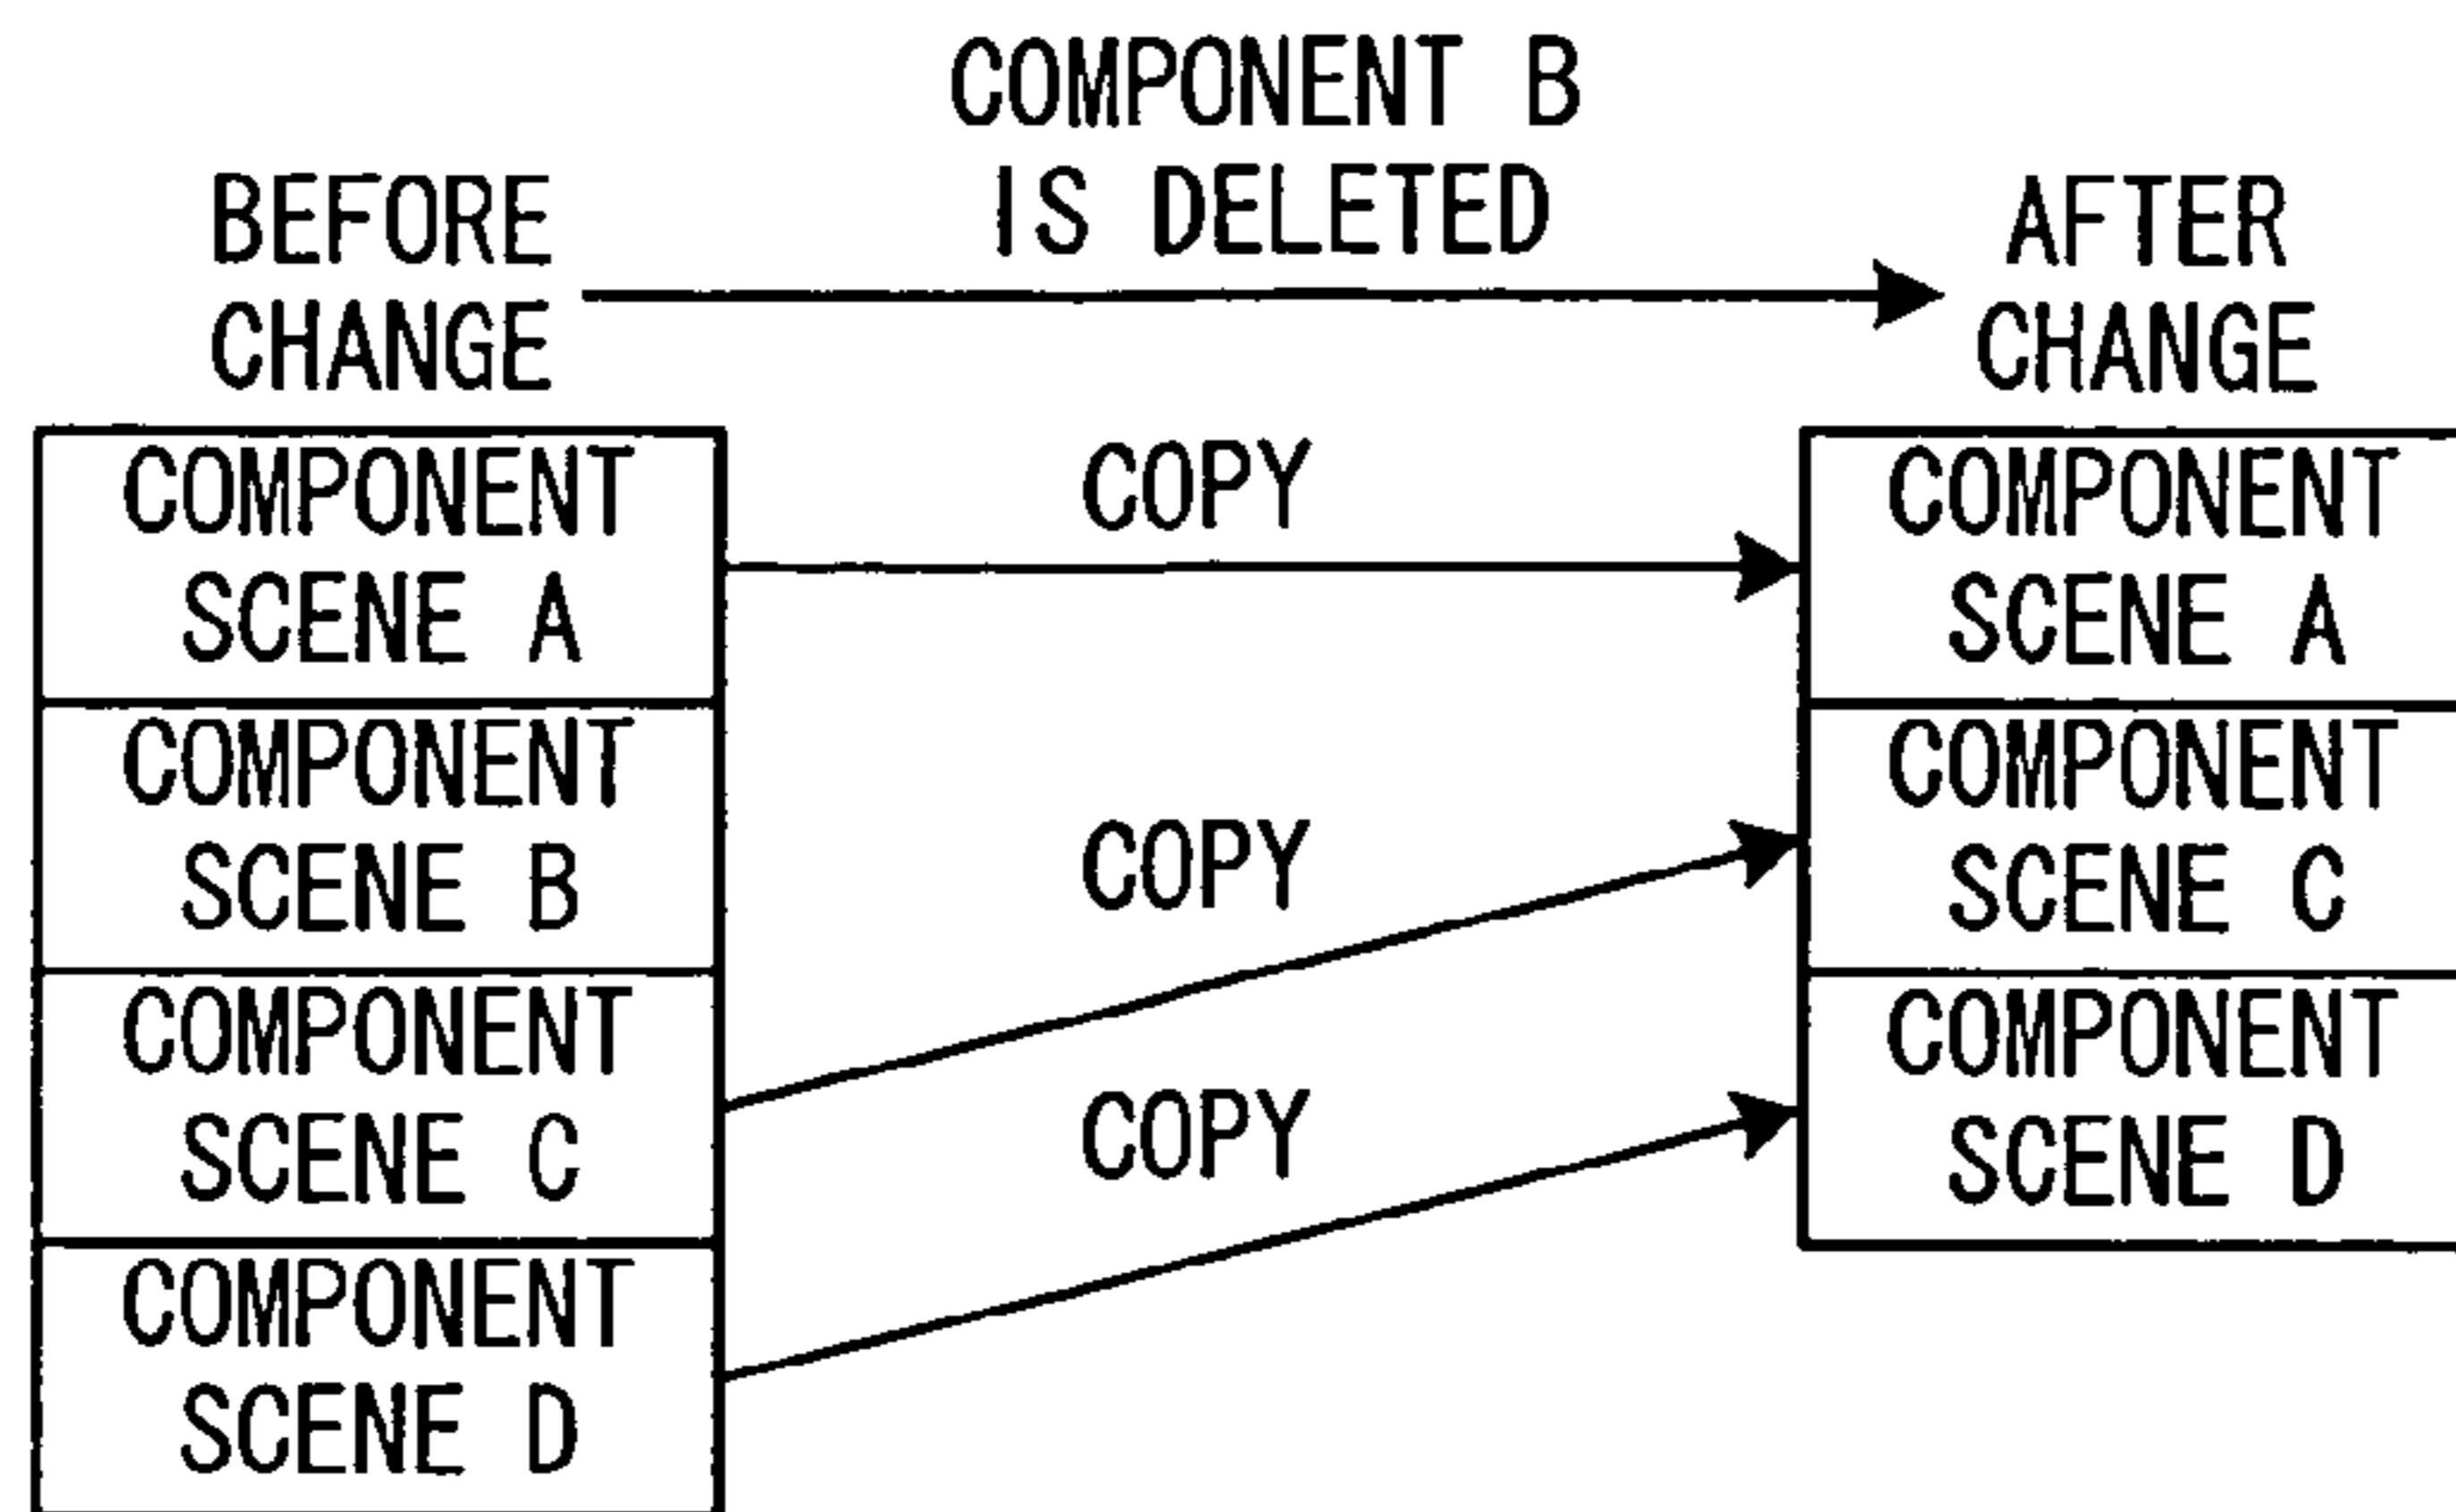 COMPONENT B
IS DELETED
BEFORE
CHANGE
AFTER
CHANGE
COMPONENT
SCENE A
COMPONENT
SCENE B
COMPONENT
SCENE C
COMPONENT
SCENE D
COPY
COPY
COPY
COMPONENT
SCENE A
COMPONENT
SCENE C
COMPONENT
SCENE D